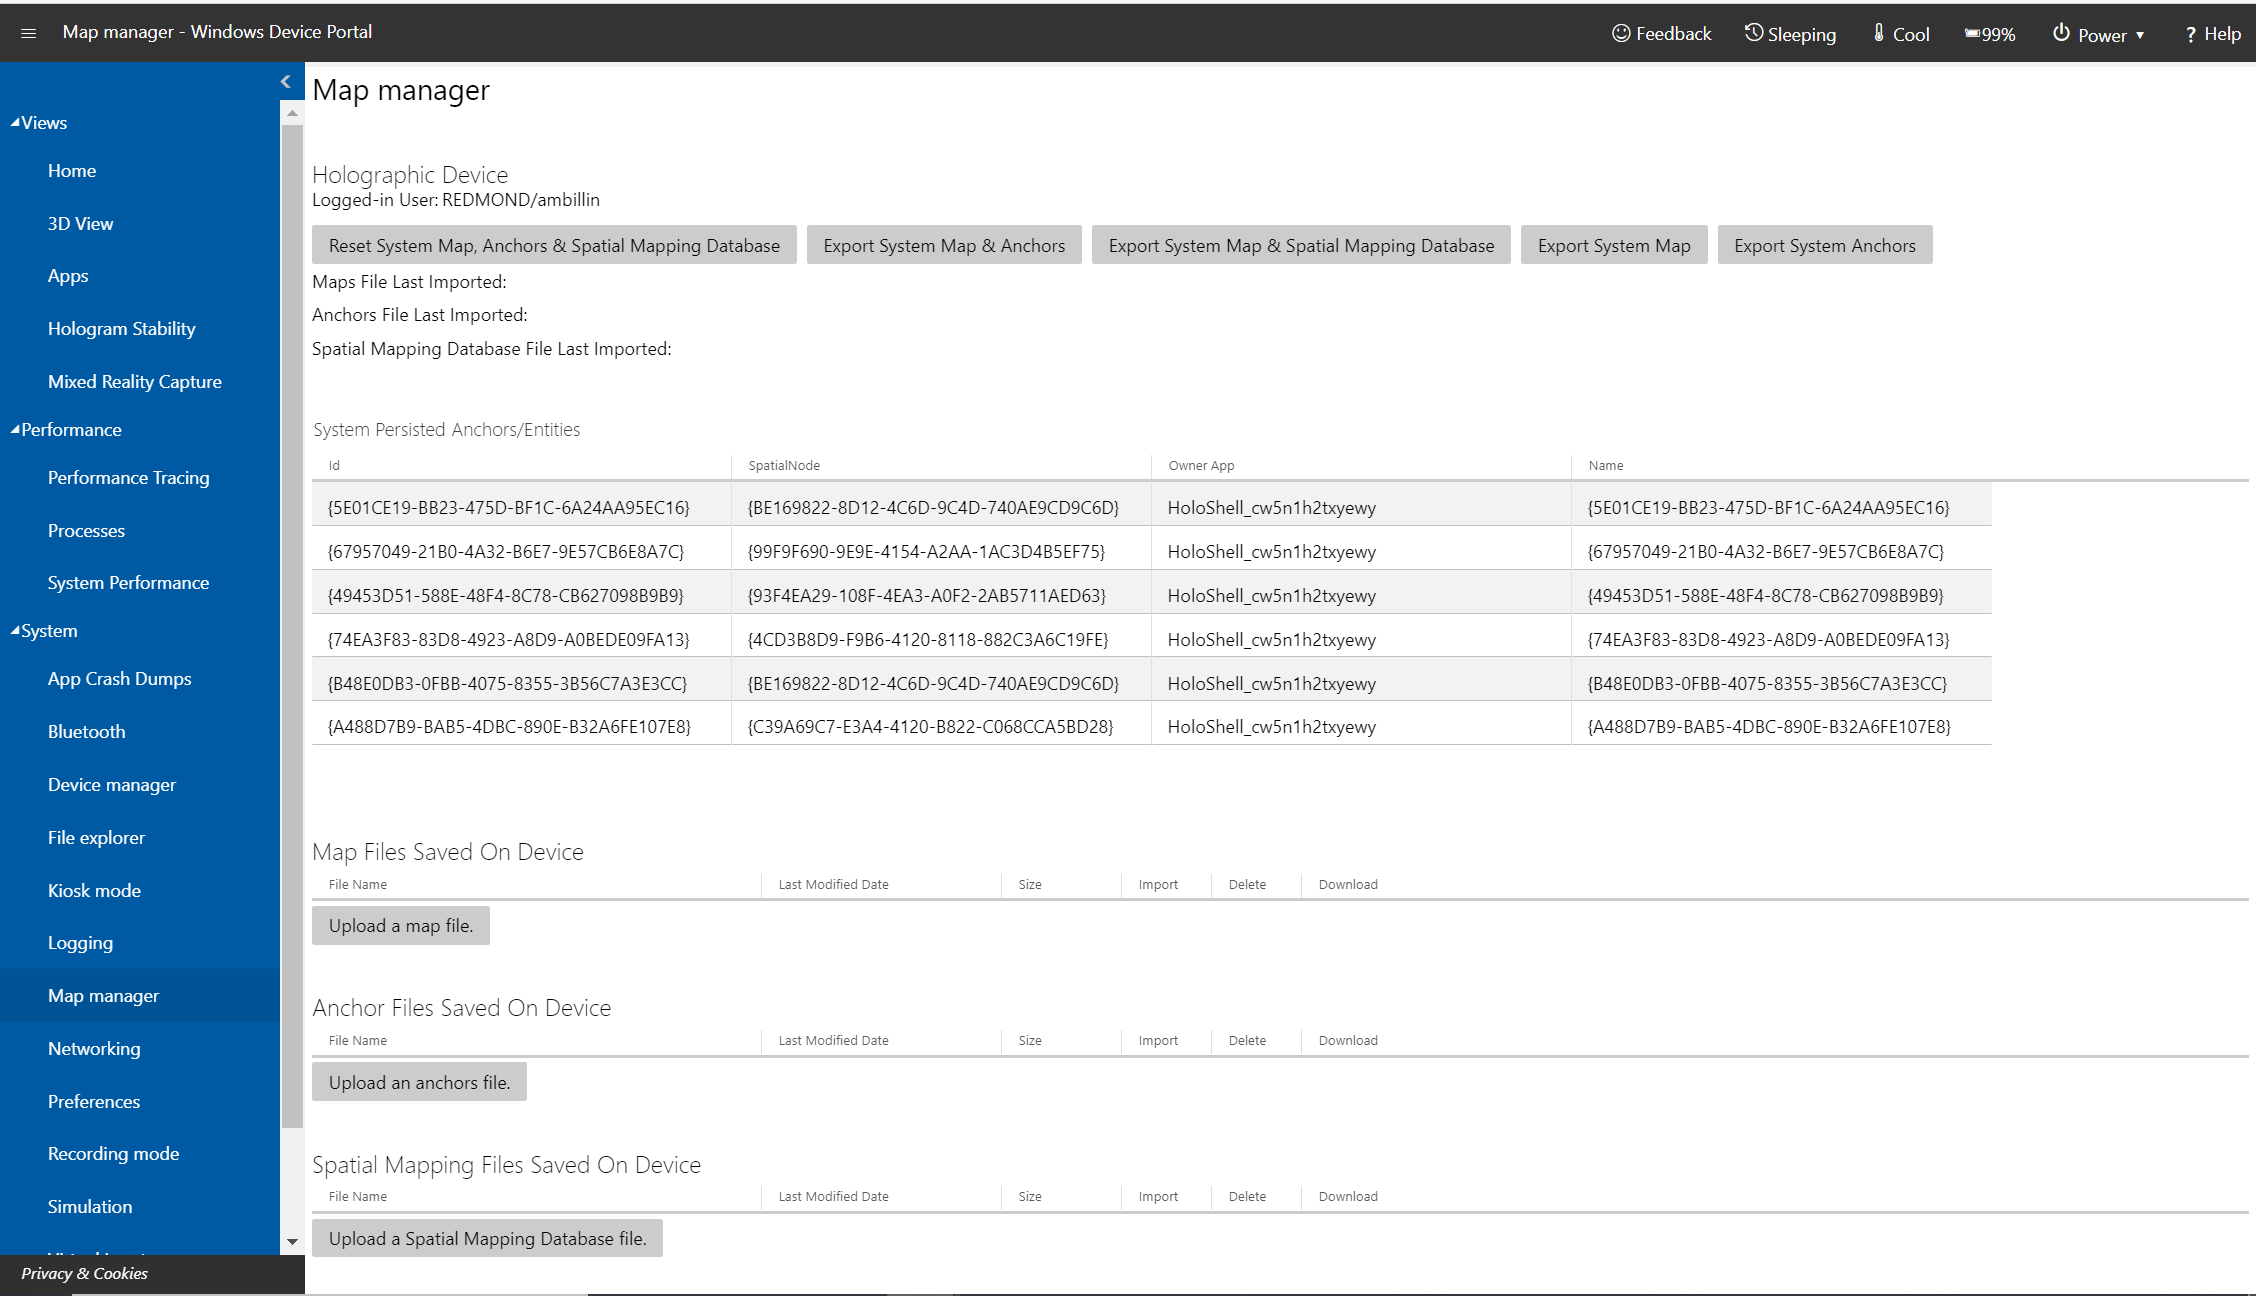 Map manager - Windows Device Portal
Feedback
Sleeping
Cool
99%
Power
? Help
Views
Home
3D View
Apps
Hologram Stability
Mixed Reality Capture
Performance
Performance Tracing
Processes
System Performance
System
App Crash Dumps
Bluetooth
Device manager
File explorer
Kiosk mode
Logging
Map manager
Networking
Preferences
Recording mode
Simulation
Privacy & Cookies
Map manager
Holographic Device
Logged-in User: REDMOND/ambillin
Reset System Map, Anchors & Spatial Mapping Database
Export System Map & Anchors
Export System Map & Spatial Mapping Database
Export System Map
Export System Anchors
Maps File Last Imported:
Anchors File Last Imported:
Spatial Mapping Database File Last Imported:
System Persisted Anchors/Entities
Id SpatialNode Owner App Name
{5E01CE19-BB23-475D-BF1C-6A24AA95EC16} {BE169822-8D12-4C6D-9C4D-740AE9CD9C6D} HoloShell_cw5n1h2txyewy {5E01CE19-BB23-475D-BF1C-6A24AA95EC16}
{67957049-21B0-4A32-B6E7-9E57CB6E8A7C} {99F9F690-9E9E-4154-A2AA-1AC3D4B5EF75} HoloShell_cw5n1h2txyewy {67957049-21B0-4A32-B6E7-9E57CB6E8A7C}
{49453D51-588E-48F4-8C78-CB627098B9B9} {93F4EA29-108F-4EA3-A0F2-2AB5711AED63} HoloShell_cw5n1h2txyewy {49453D51-588E-48F4-8C78-CB627098B9B9}
{74EA3F83-83D8-4923-A8D9-A0BEDE09FA13} {4CD3B8D9-F9B6-4120-8118-882C3A6C19FE} HoloShell_cw5n1h2txyewy {74EA3F83-83D8-4923-A8D9-A0BEDE09FA13}
{B48E0DB3-0FBB-4075-8355-3B56C7A3E3CC} {BE169822-8D12-4C6D-9C4D-740AE9CD9C6D} HoloShell_cw5n1h2txyewy {B48E0DB3-0FBB-4075-8355-3B56C7A3E3CC}
{A488D7B9-BAB5-4DBC-890E-B32A6FE107E8} {C39A69C7-E3A4-4120-B822-C068CCA5BD28} HoloShell_cw5n1h2txyewy {A488D7B9-BAB5-4DBC-890E-B32A6FE107E8}
Map Files Saved On Device
File Name Last Modified Date Size Import Delete Download
Upload a map file.
Anchor Files Saved On Device
File Name Last Modified Date Size Import Delete Download
Upload an anchors file.
Spatial Mapping Files Saved On Device
File Name Last Modified Date Size Import Delete Download
Upload a Spatial Mapping Database file.